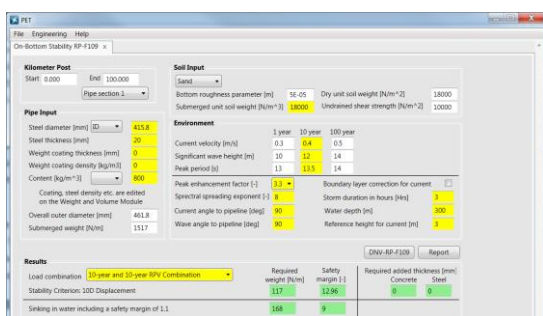 PET
File Engineering Help
On-Bottom Stability RP-F109 x
Kilometer Post
Start 0.000 End 100.000
Pipe section 1
Soil Input
Sand
Bottom roughness parameter [m] 5E-05 Dry unit soil weight [N/m^2] 18000
Submerged unit soil weight [N/m^3] 18000 Undrained shear strength [N/m^2] 10000
Pipe Input
Steel diameter [mm] ID 415.8
Steel thickness [mm] 20
Weight coating thickness [mm] 0
Weight coating density [kg/m3] 0
Content [kg/m^3] 800
Coating, steel density etc. are edited
on the Weight and Volume Module
Overall outer diameter [mm] 461.8
Submerged weight [N/m] 1517
Environment
1 year 10 year 100 year
Current velocity [m/s] 0.3 0.4 0.5
Significant wave height [m] 10 12 14
Peak period [s] 13 13.5 14
Peak enhancement factor [-] 3.3 Boundary layer correction for current
Sprectral spreading exponent [-] 8 Storm duration in hours [Hrs] 3
Current angle to pipeline [deg] 90 Water depth [m] 300
Wave angle to pipeline [deg] 90 Reference height for current [m] 3
DNV-RP-F109 Report
Results
Load combination 10-year and 10-year RPV Combination
Required weight [N/m] Safety margin [-] Required added thickness [mm]
Concrete Steel
Stability Criterion: 10D Displacement 117 12.96 0 0
Sinking in water including a safety margin of 1.1 168 9